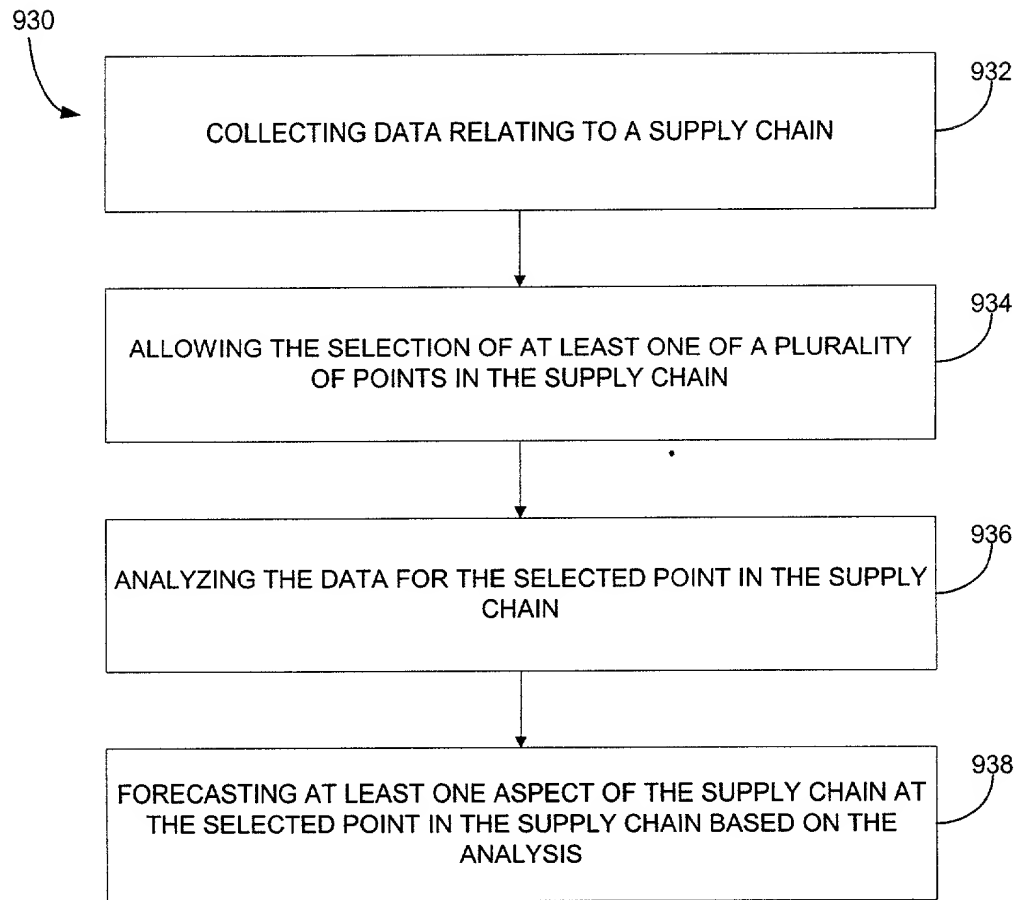 930
932
COLLECTING DATA RELATING TO A SUPPLY CHAIN
934
ALLOWING THE SELECTION OF AT LEAST ONE OF A PLURALITY
OF POINTS IN THE SUPPLY CHAIN
936
ANALYZING THE DATA FOR THE SELECTED POINT IN THE SUPPLY
CHAIN
938
FORECASTING AT LEAST ONE ASPECT OF THE SUPPLY CHAIN AT
THE SELECTED POINT IN THE SUPPLY CHAIN BASED ON THE
ANALYSIS